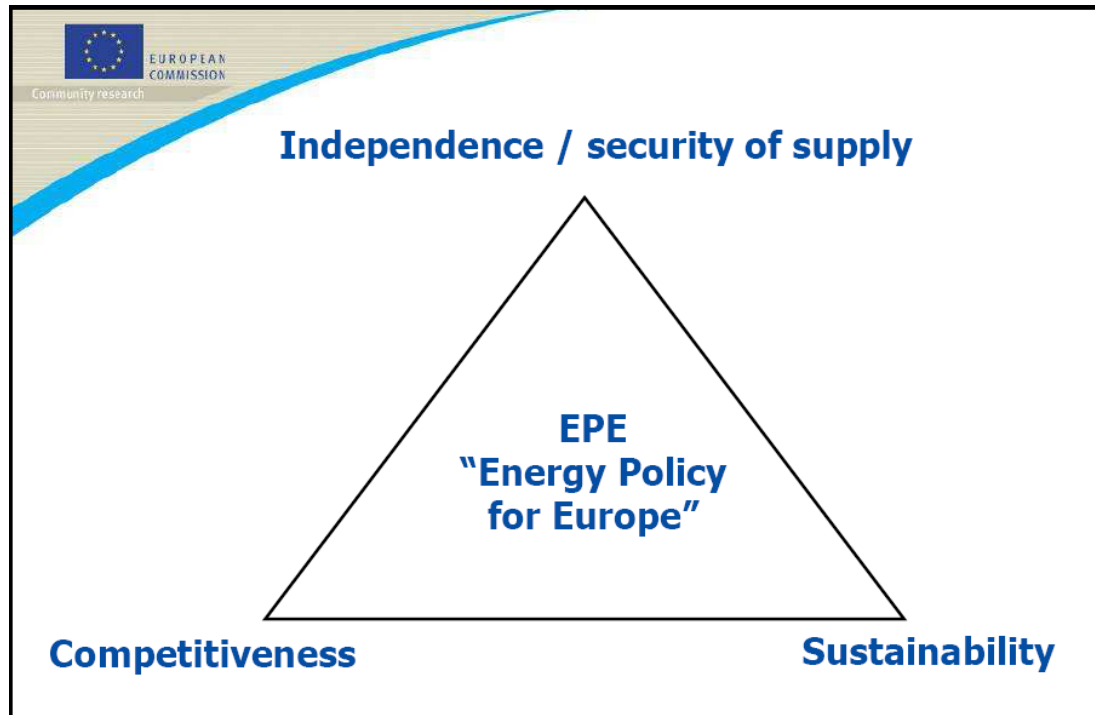 EUROPEAN
COMMISSION
Community research
Independence / security of supply
EPE
“Energy Policy
for Europe”
Competitiveness
Sustainability